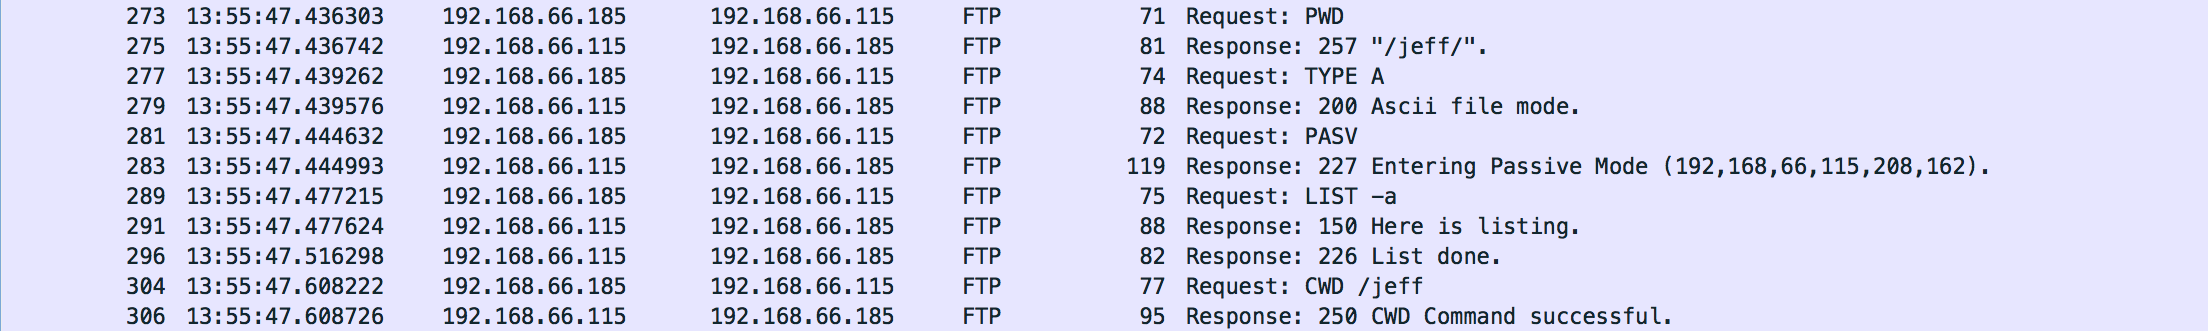 273 13:55:47.436303 192.168.66.185 192.168.66.115 FTP 71 Request: PWD
275 13:55:47.436742 192.168.66.115 192.168.66.185 FTP 81 Response: 257 "/jeff/".
277 13:55:47.439262 192.168.66.185 192.168.66.115 FTP 74 Request: TYPE A
279 13:55:47.439576 192.168.66.115 192.168.66.185 FTP 88 Response: 200 Ascii file mode.
281 13:55:47.444632 192.168.66.185 192.168.66.115 FTP 72 Request: PASV
283 13:55:47.444993 192.168.66.115 192.168.66.185 FTP 119 Response: 227 Entering Passive Mode (192,168,66,115,208,162).
289 13:55:47.477215 192.168.66.185 192.168.66.115 FTP 75 Request: LIST -a
291 13:55:47.477624 192.168.66.115 192.168.66.185 FTP 88 Response: 150 Here is listing.
296 13:55:47.516298 192.168.66.115 192.168.66.185 FTP 82 Response: 226 List done.
304 13:55:47.608222 192.168.66.185 192.168.66.115 FTP 77 Request: CWD /jeff
306 13:55:47.608726 192.168.66.115 192.168.66.185 FTP 95 Response: 250 CWD Command successful.